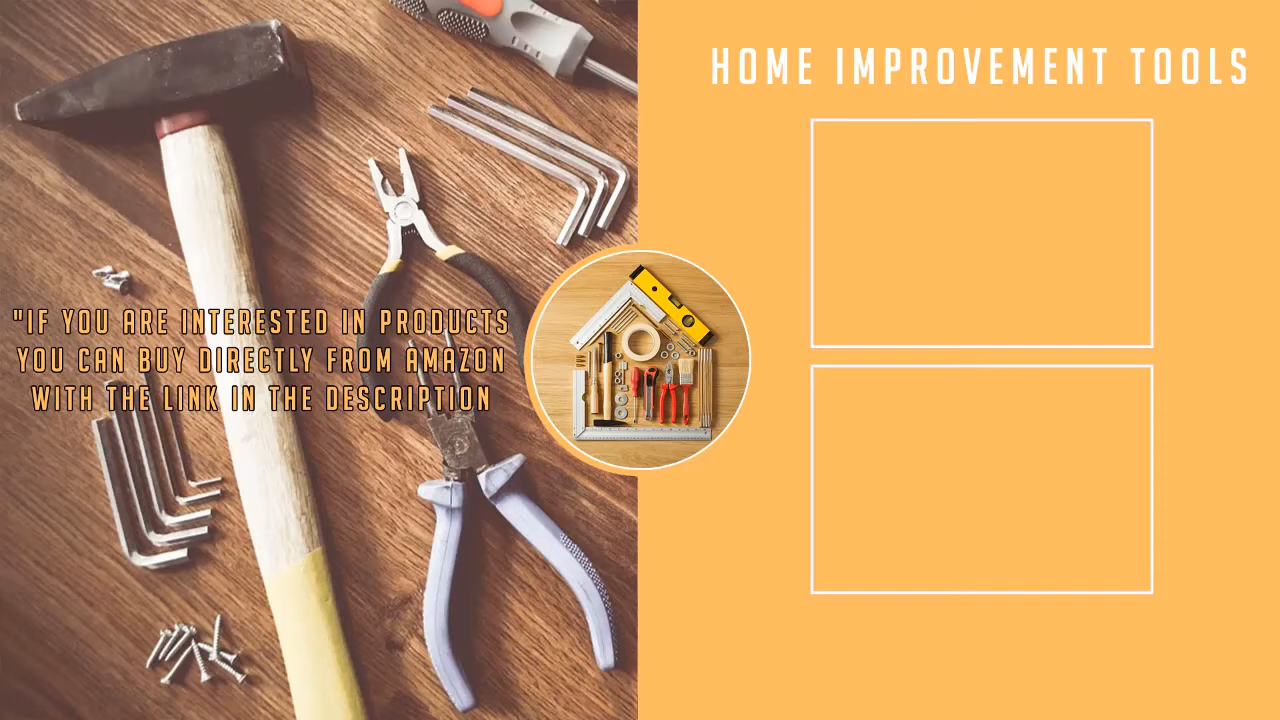 HOME IMPROVEMENT TOOLS
"IF YOU ARE INTERESTED IN PRODUCTS
YOU CAN BUY DIRECTLY FROM AMAZON
WITH THE LINK IN THE DESCRIPTION